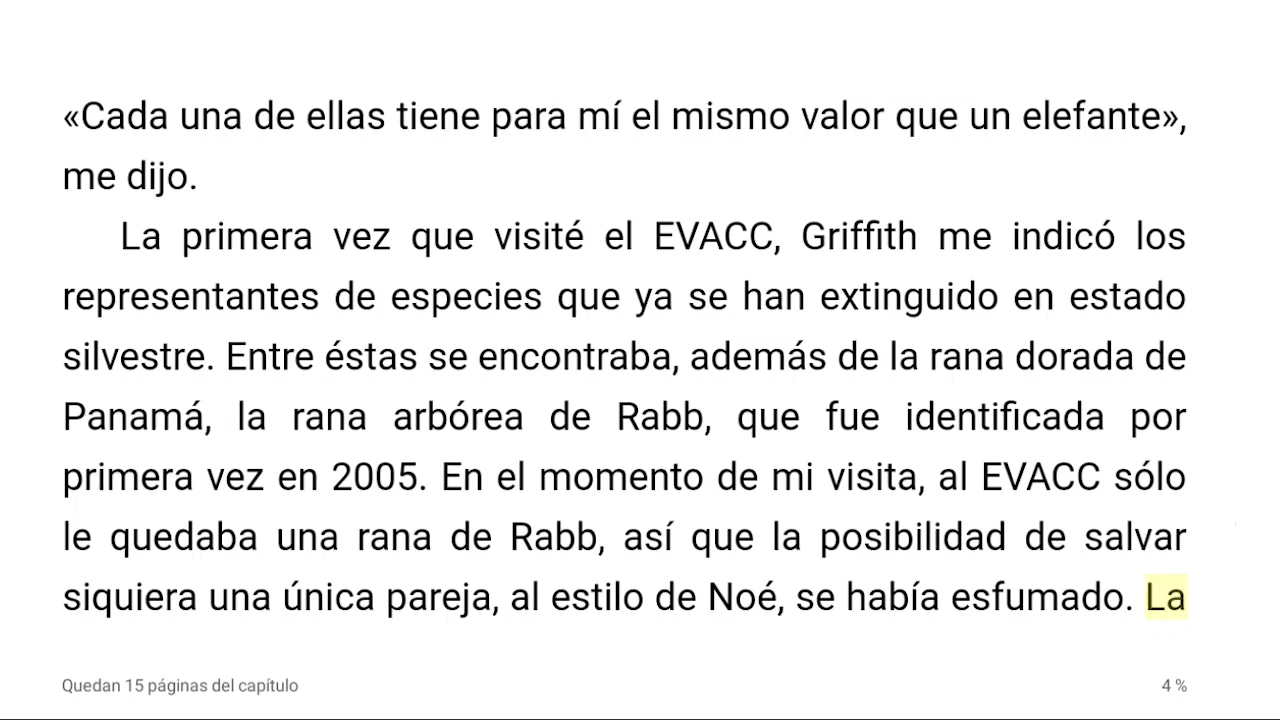 «Cada una de ellas tiene para mí el mismo valor que un elefante»,
me dijo.
La primera vez que visité el EVACC, Griffith me indicó los
representantes de especies que ya se han extinguido en estado
silvestre. Entre éstas se encontraba, además de la rana dorada de
Panamá, la rana arbórea de Rabb, que fue identificada por
primera vez en 2005. En el momento de mi visita, al EVACC sólo
le quedaba una rana de Rabb, así que la posibilidad de salvar
siquiera una única pareja, al estilo de Noé, se había esfumado. La
Quedan 15 páginas del capítulo
4 %